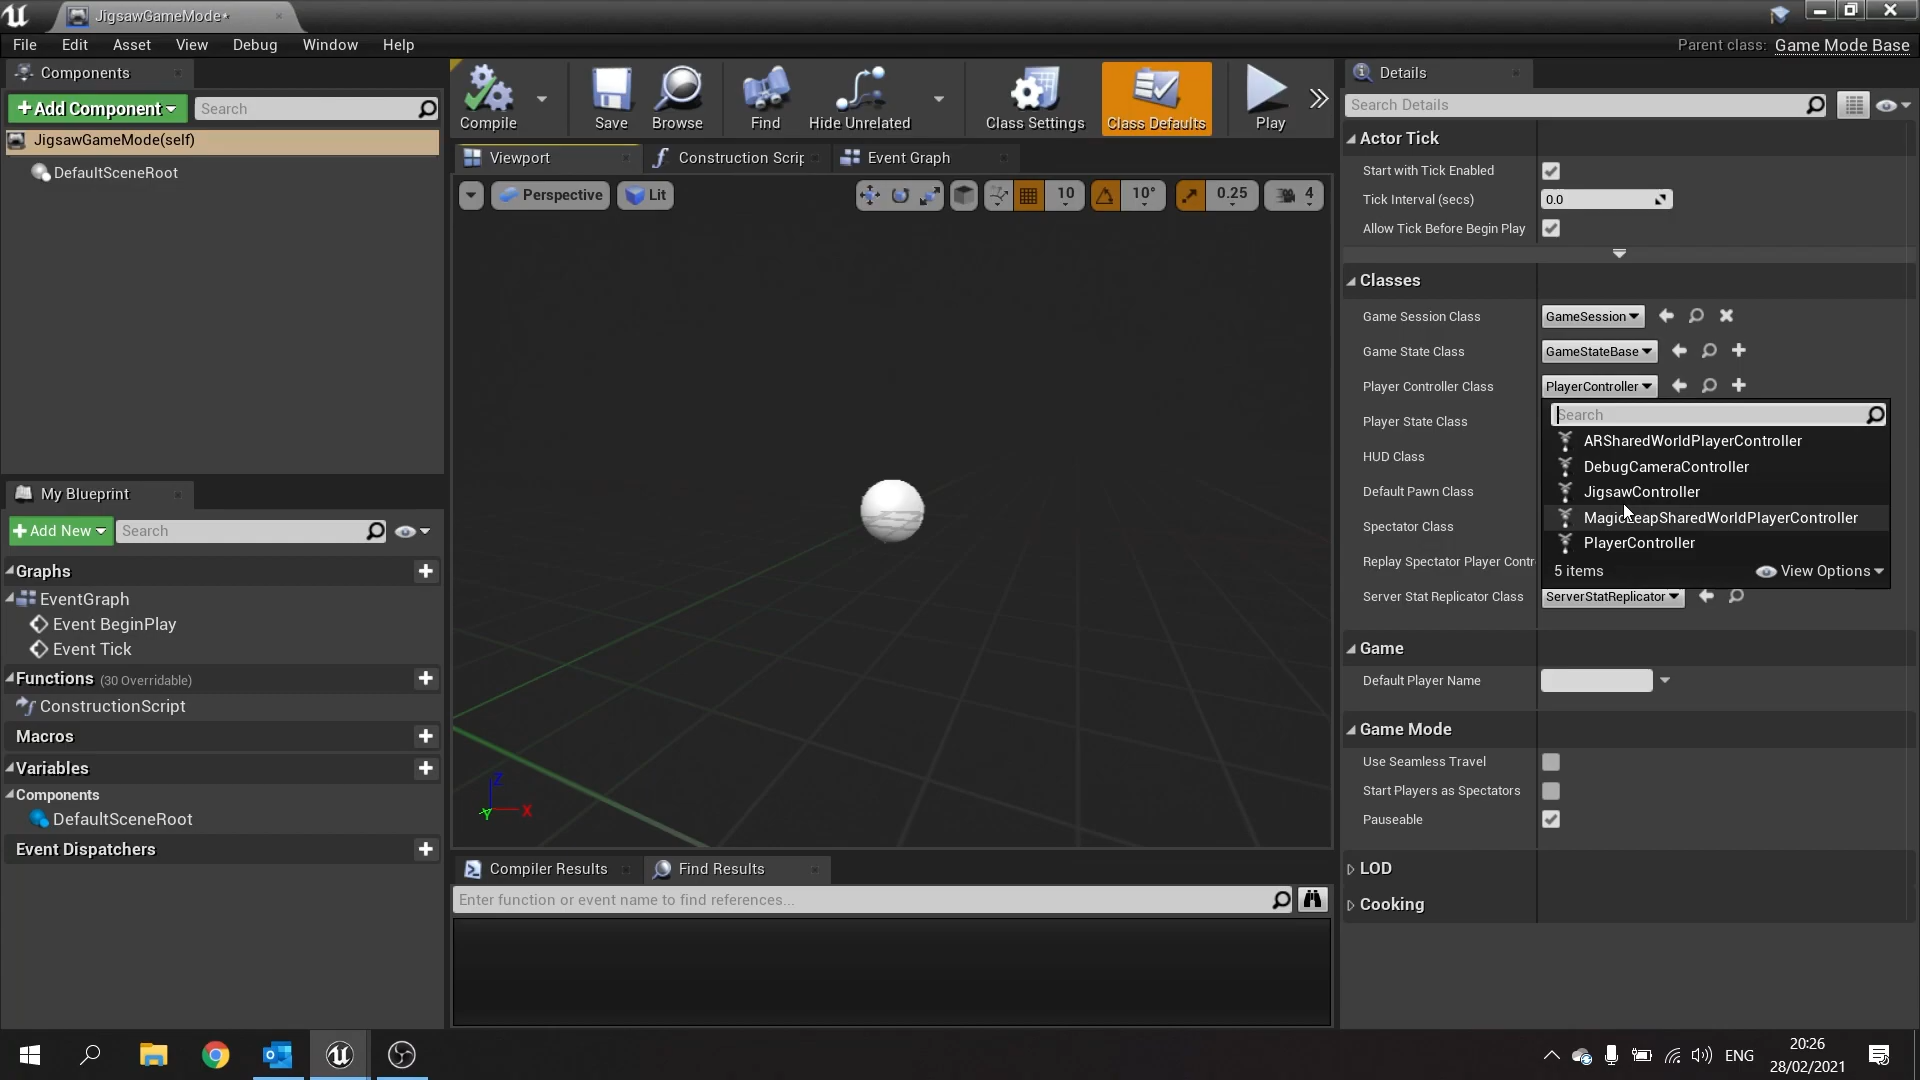 JigsawGameMode*
File Edit Asset View Debug Window Help
Parent class: Game Mode Base
Components
Add Component
Search
JigsawGameMode(self)
DefaultSceneRoot
My Blueprint
Add New
Search
Graphs
EventGraph
Event BeginPlay
Event Tick
Functions (30 Overridable)
ConstructionScript
Macros
Variables
Components
DefaultSceneRoot
Event Dispatchers
Compile Save Browse Find Hide Unrelated Class Settings Class Defaults Play
Viewport Construction Scrip Event Graph
Perspective Lit 10 10° 0.25 4
Z
X
Y
Compiler Results Find Results
Enter function or event name to find references...
Details
Search Details
Actor Tick
Start with Tick Enabled
Tick Interval (secs) 0.0
Allow Tick Before Begin Play
Classes
Game Session Class GameSession
Game State Class GameStateBase
Player Controller Class PlayerController
Player State Class
HUD Class
Default Pawn Class
Spectator Class
Replay Spectator Player Contr
Server Stat Replicator Class ServerStatReplicator
Search
ARSharedWorldPlayerController
DebugCameraController
JigsawController
MagicLeapSharedWorldPlayerController
PlayerController
5 items View Options
Game
Default Player Name
Game Mode
Use Seamless Travel
Start Players as Spectators
Pauseable
LOD
Cooking
ENG
20:26
28/02/2021